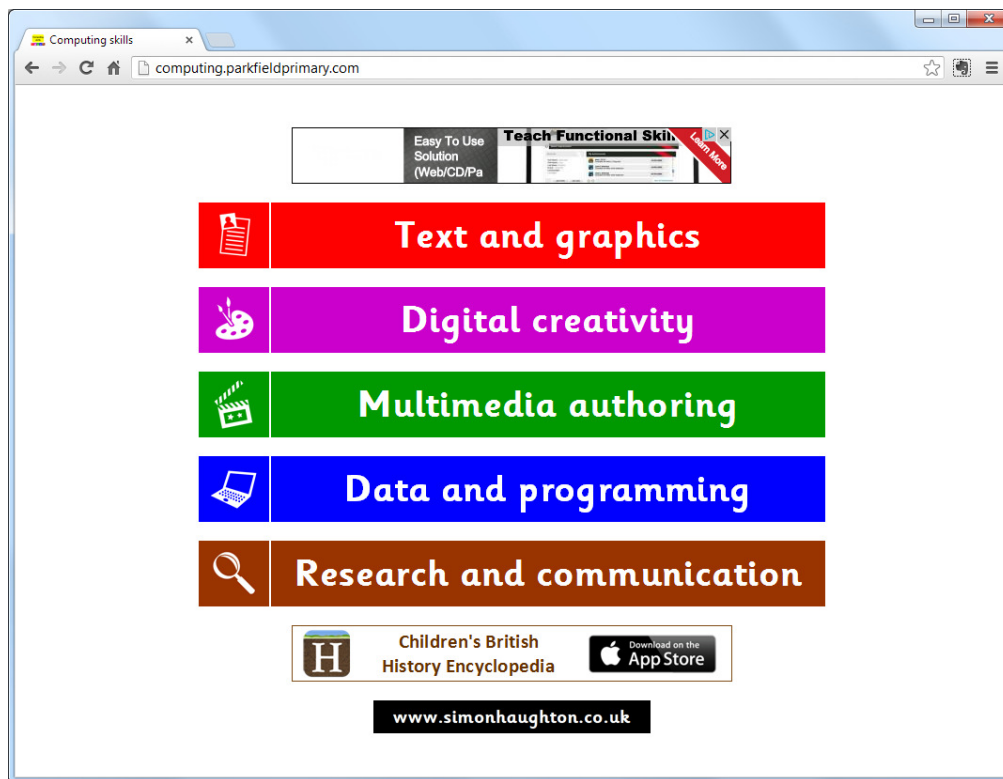 Computing skills
computing.parkfieldprimary.com
Easy To Use
Solution
(Web/CD/Pa
Teach Functional Skil
Learn More
Text and graphics
Digital creativity
Multimedia authoring
Data and programming
Research and communication
H
Children's British
History Encyclopedia
Download on the
App Store
www.simonhaughton.co.uk